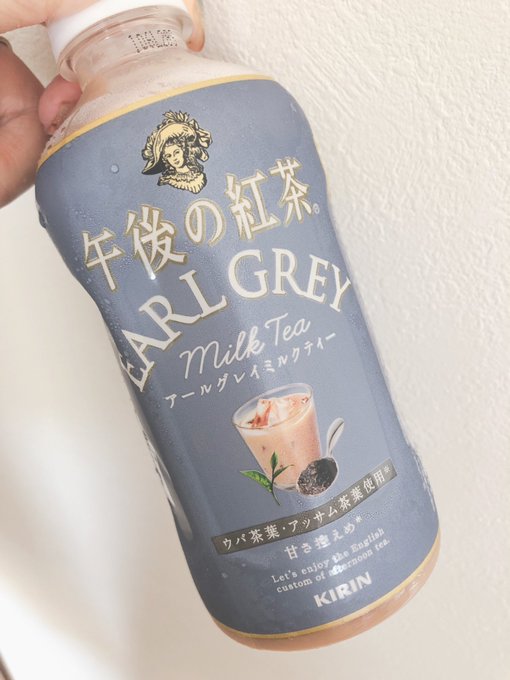 午後の紅茶®
EARL GREY
Milk Tea
アールグレイミルクティー
ウバ茶葉・アッサム茶葉使用※
甘さ控えめ※
Let's enjoy the English
custom of afternoon tea.
KIRIN